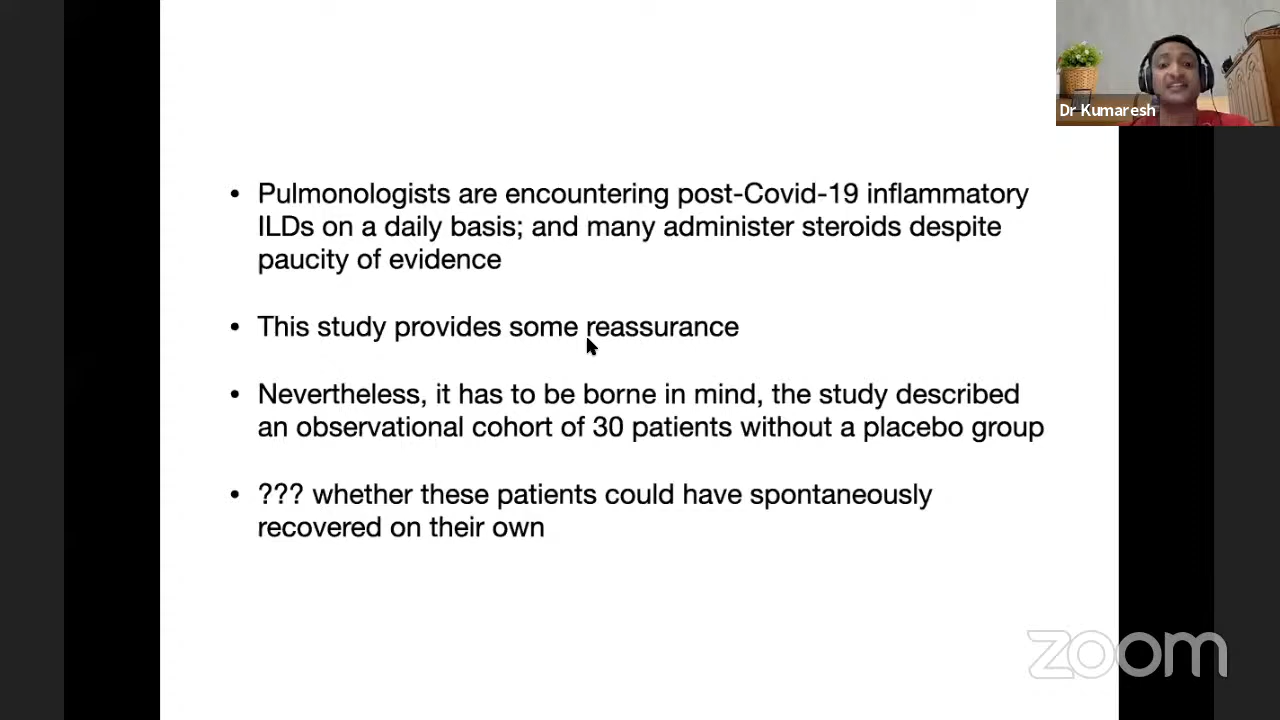 Dr Kumaresh
• Pulmonologists are encountering post-Covid-19 inflammatory
ILDs on a daily basis; and many administer steroids despite
paucity of evidence
• This study provides some reassurance
• Nevertheless, it has to be borne in mind, the study described
an observational cohort of 30 patients without a placebo group
• ??? whether these patients could have spontaneously
recovered on their own
zoom